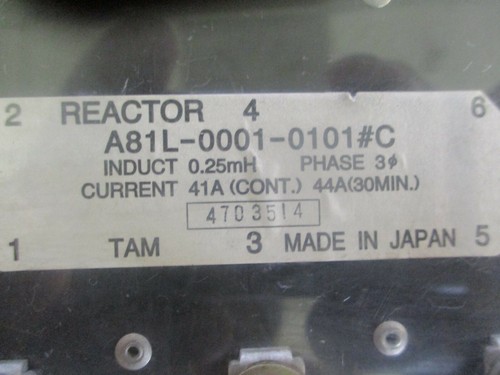 2 REACTOR 4 6
A81L-0001-0101#C
INDUCT 0.25mH PHASE 3ϕ
CURRENT 41A (CONT.) 44A(30MIN.)
4703514
1 TAM 3 MADE IN JAPAN 5